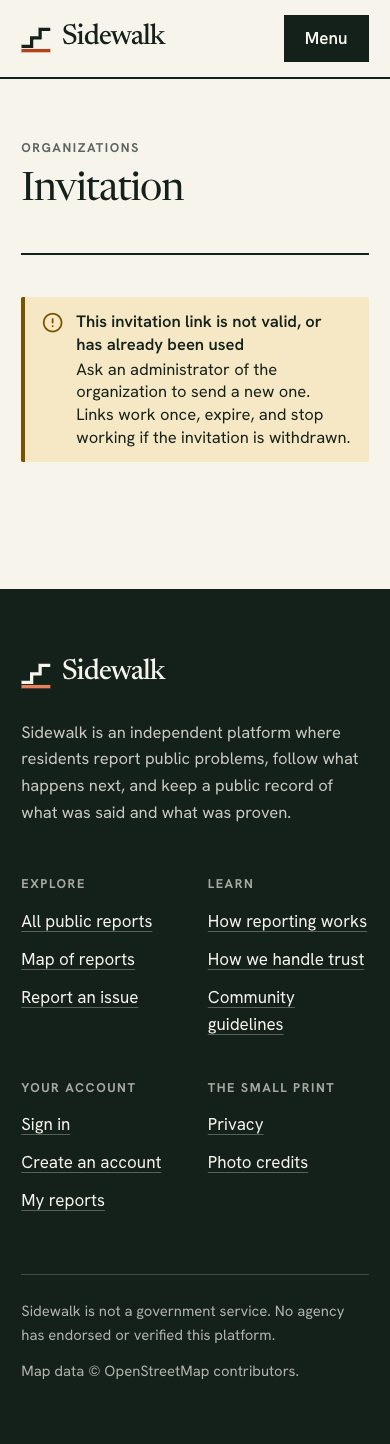 Sidewalk
Menu
ORGANIZATIONS
Invitation
This invitation link is not valid, or
has already been used
Ask an administrator of the
organization to send a new one.
Links work once, expire, and stop
working if the invitation is withdrawn.
Sidewalk
Sidewalk is an independent platform where
residents report public problems, follow what
happens next, and keep a public record of
what was said and what was proven.
EXPLORE
All public reports
Map of reports
Report an issue
LEARN
How reporting works
How we handle trust
Community
guidelines
YOUR ACCOUNT
Sign in
Create an account
My reports
THE SMALL PRINT
Privacy
Photo credits
Sidewalk is not a government service. No agency
has endorsed or verified this platform.
Map data © OpenStreetMap contributors.